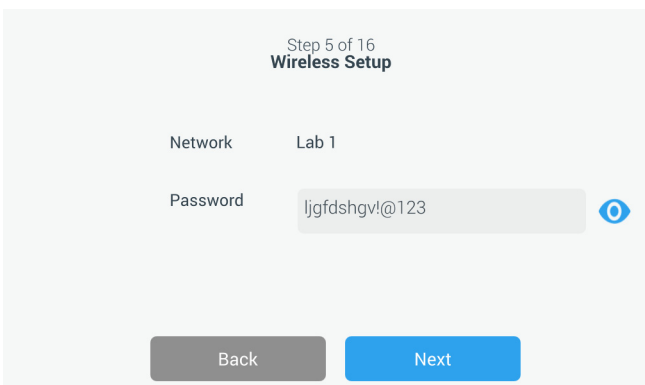 Step 5 of 16
Wireless Setup
Network Lab 1
Password ljgfdshgv!@123
Back Next